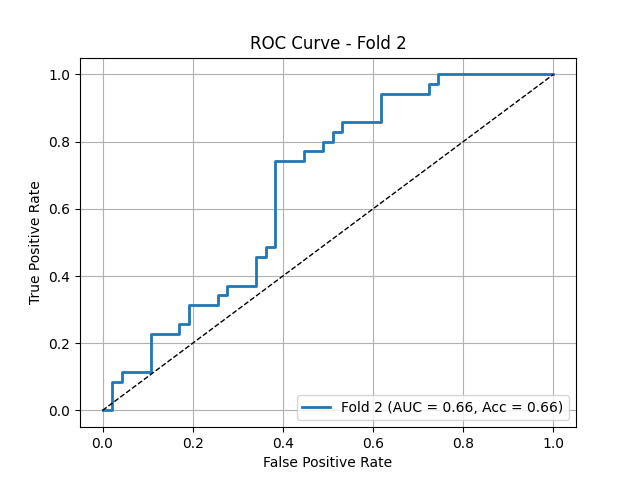 ROC Curve - Fold 2
1.0
0.8
0.6
0.4
0.2
0.0
True Positive Rate
Fold 2 (AUC = 0.66, Acc = 0.66)
0.0 0.2 0.4 0.6 0.8 1.0
False Positive Rate